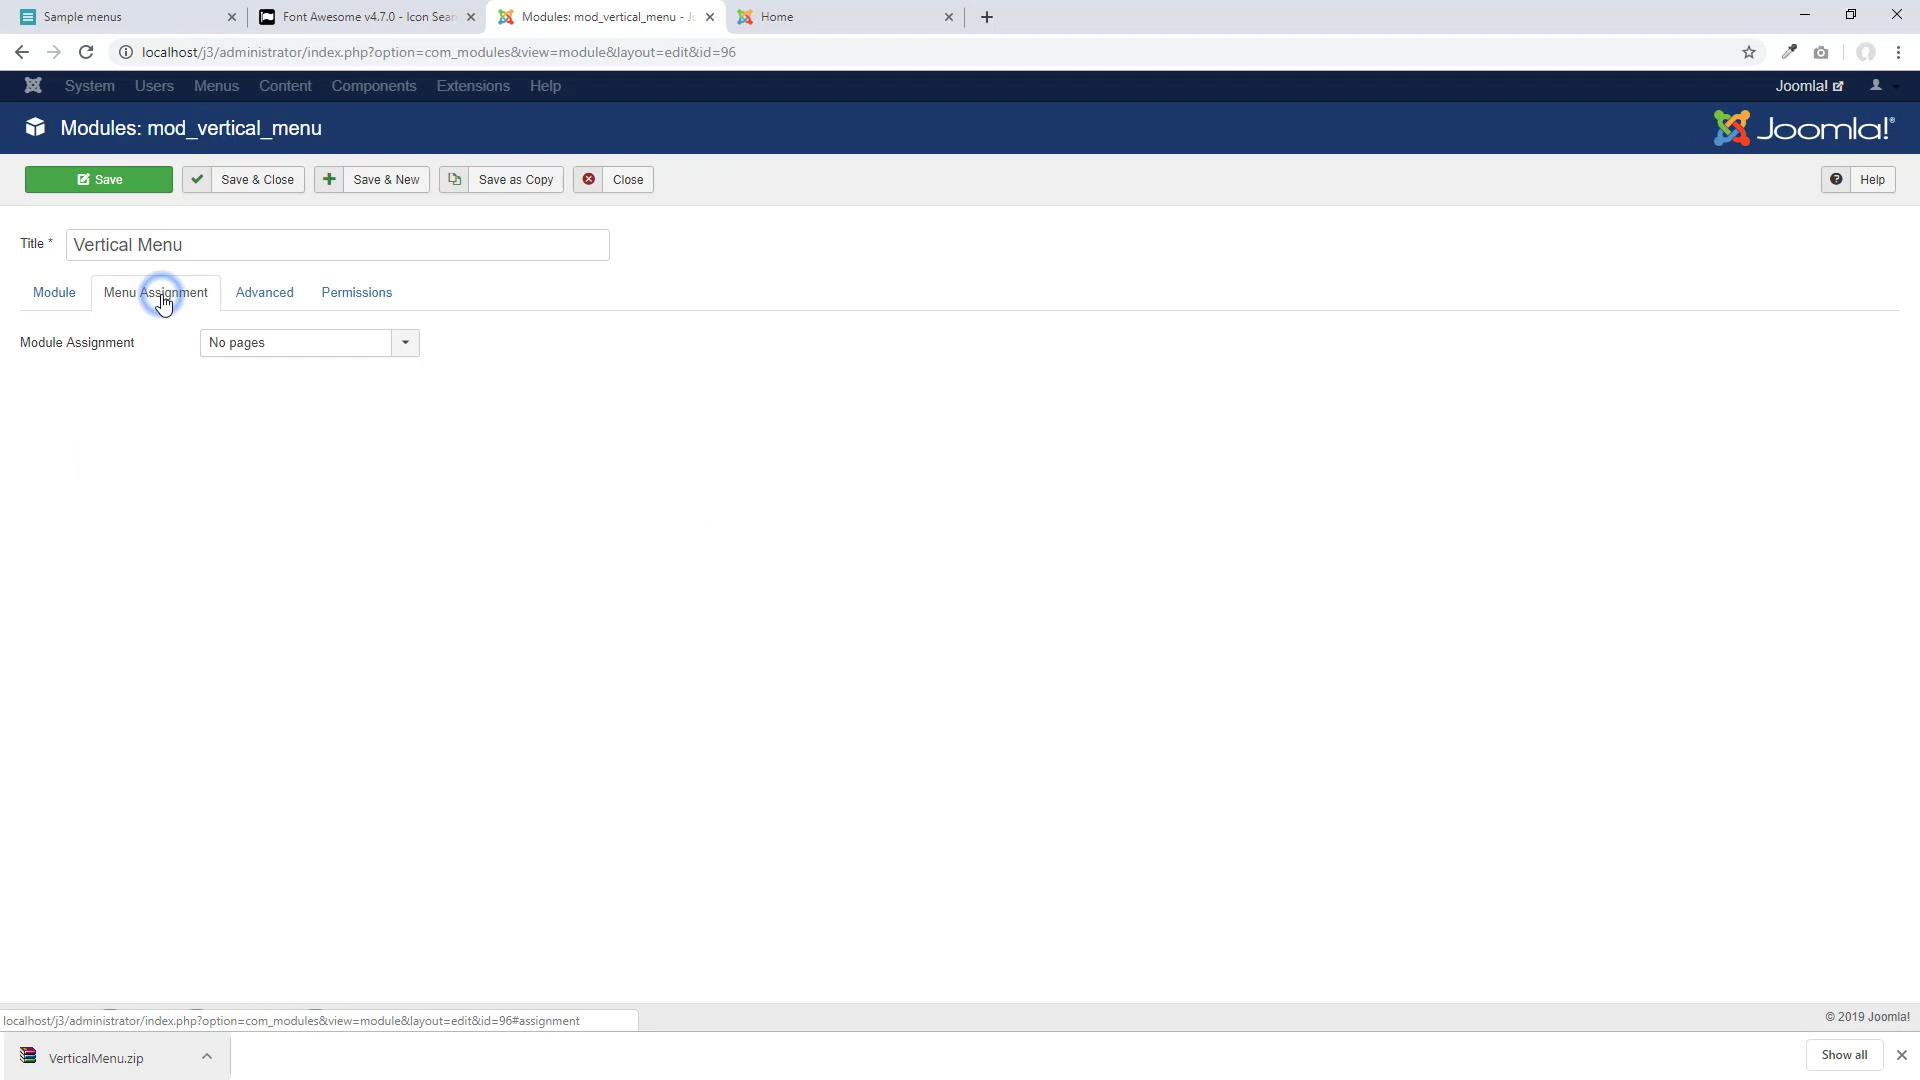 Sample menus
Font Awesome v4.7.0 - Icon Sear
Modules: mod_vertical_menu - Jo
Home
localhost/j3/administrator/index.php?option=com_modules&view=module&layout=edit&id=96
System Users Menus Content Components Extensions Help
Joomla!
Modules: mod_vertical_menu
Joomla!®
Save
Save & Close
Save & New
Save as Copy
Close
Help
Title *
Vertical Menu
Module
Menu Assignment
Advanced
Permissions
Module Assignment
No pages
localhost/j3/administrator/index.php?option=com_modules&view=module&layout=edit&id=96#assignment
© 2019 Joomla!
VerticalMenu.zip
Show all